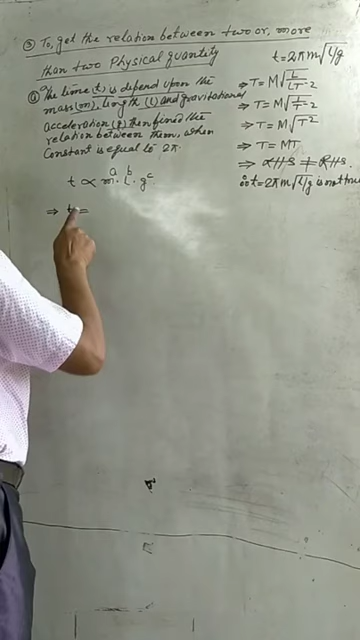 ③ To, get the relation between two or, more
than two Physical quantity
Q The time (t) is depend upon the
mass (m), length (l) and gravitational
acceleration (g) then fined the
relation between them, when
Constant is equal to 2π.
t ∝ mᵃ. lᵇ. gᶜ.
⇒ t =
t = 2πm√l/g
⇒ T = M√L/LT-2
⇒ T = M√1/T-2
⇒ T = M√T²
⇒ T = MT
⇒ LHS ≠ RHS
∴ t = 2πm√l/g is not true